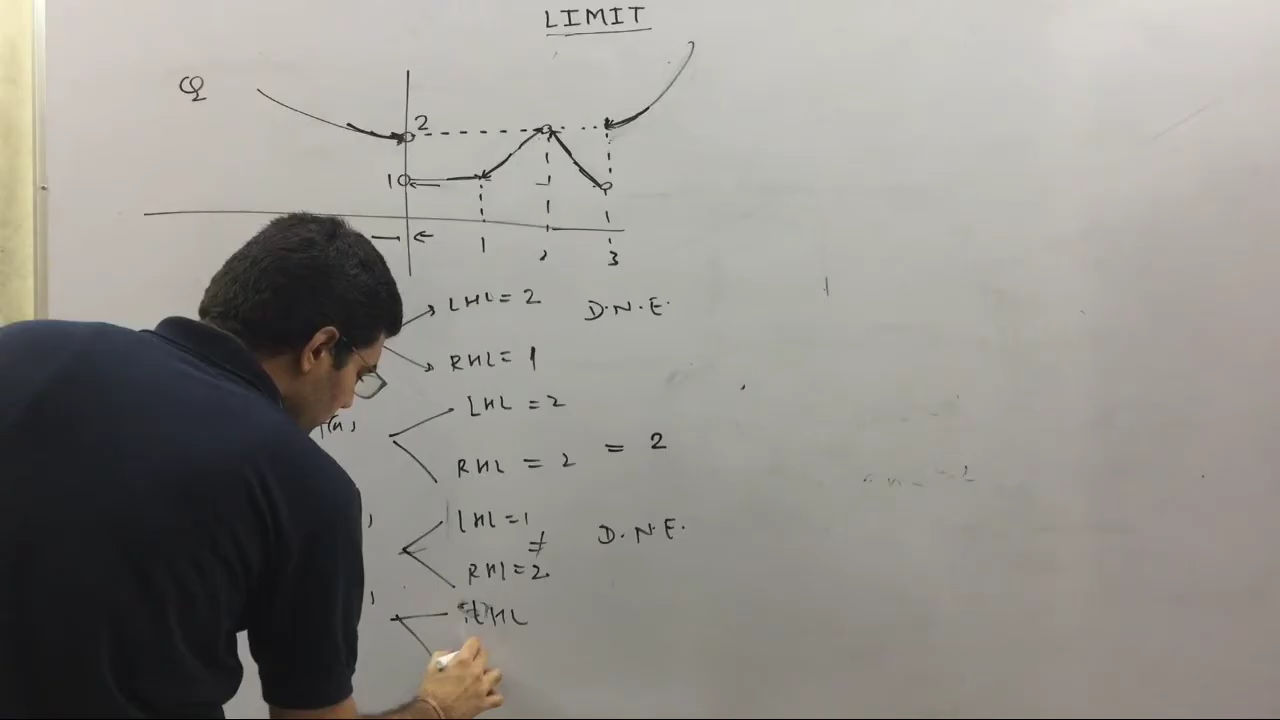 LIMIT
Q
2
1
1 2 3
LHL = 2 D.N.E.
RHL = 1
f(x) LHL = 2
RHL = 2 = 2
LHL = 1
≠ D.N.E.
RHL = 2
LHL